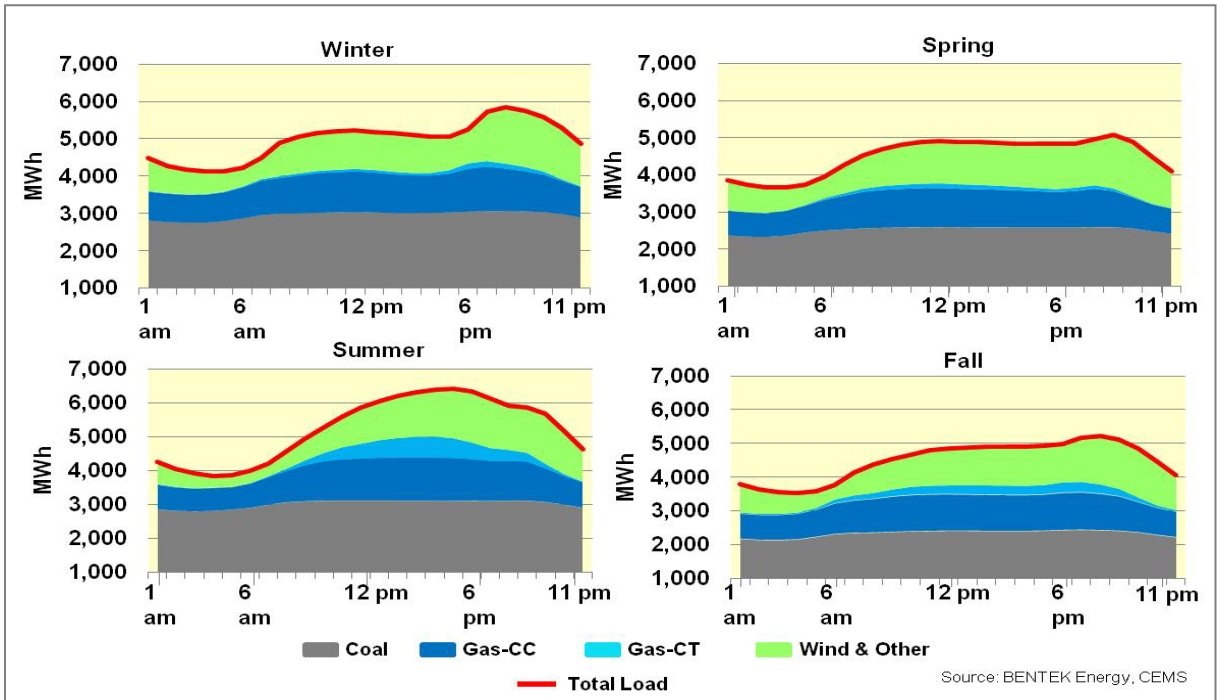 Winter
7,000
6,000
5,000
4,000
3,000
2,000
1,000
MWh
1 am
6 am
12 pm
6 pm
11 pm
Spring
7,000
6,000
5,000
4,000
3,000
2,000
1,000
MWh
1 am
6 am
12 pm
6 pm
11 pm
Summer
7,000
6,000
5,000
4,000
3,000
2,000
1,000
MWh
1 am
6 am
12 pm
6 pm
11 pm
Fall
7,000
6,000
5,000
4,000
3,000
2,000
1,000
MWh
1 am
6 am
12 pm
6 pm
11 pm
Coal
Gas-CC
Gas-CT
Wind & Other
Total Load
Source: BENTEK Energy, CEMS